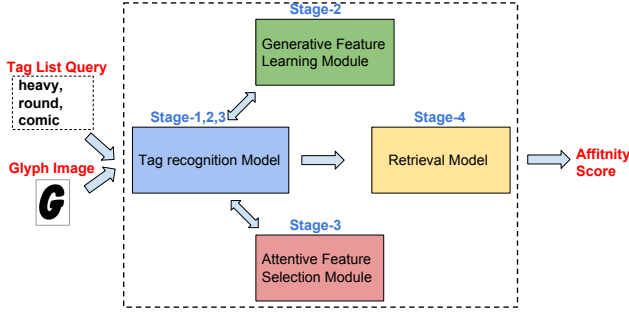 Stage-2
Generative Feature
Learning Module
Tag List Query
heavy,
round,
comic
Stage-1,2,3
Tag recognition Model
Stage-4
Retrieval Model
Affitnity
Score
Glyph Image
G
Stage-3
Attentive Feature
Selection Module